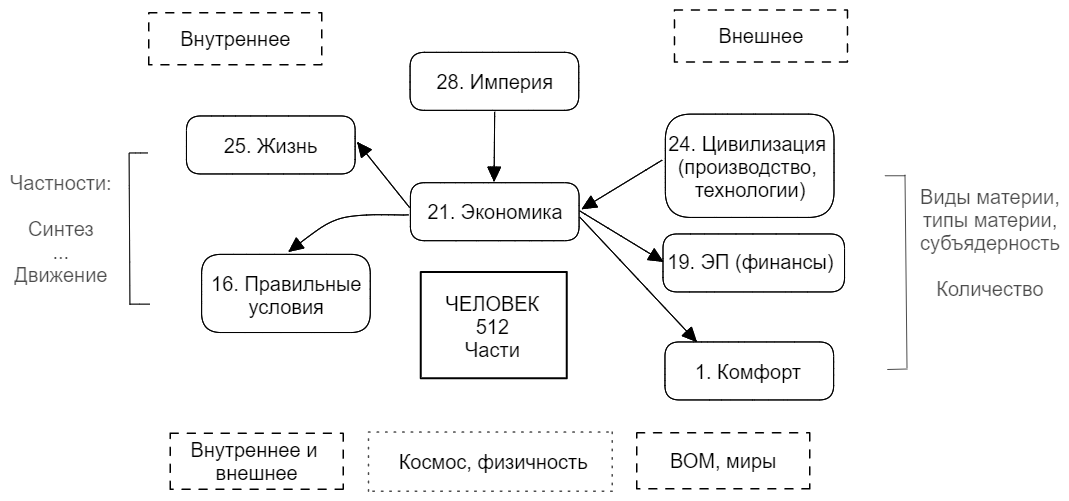 Внутреннее
Внешнее
28. Империя
25. Жизнь
24. Цивилизация
(производство,
технологии)
Частности:
Синтез
...
Движение
21. Экономика
Виды материи,
типы материи,
субъядерность
Количество
19. ЭП (финансы)
16. Правильные
условия
ЧЕЛОВЕК
512
Части
1. Комфорт
Внутреннее и
внешнее
Космос, физичность
ВОМ, миры